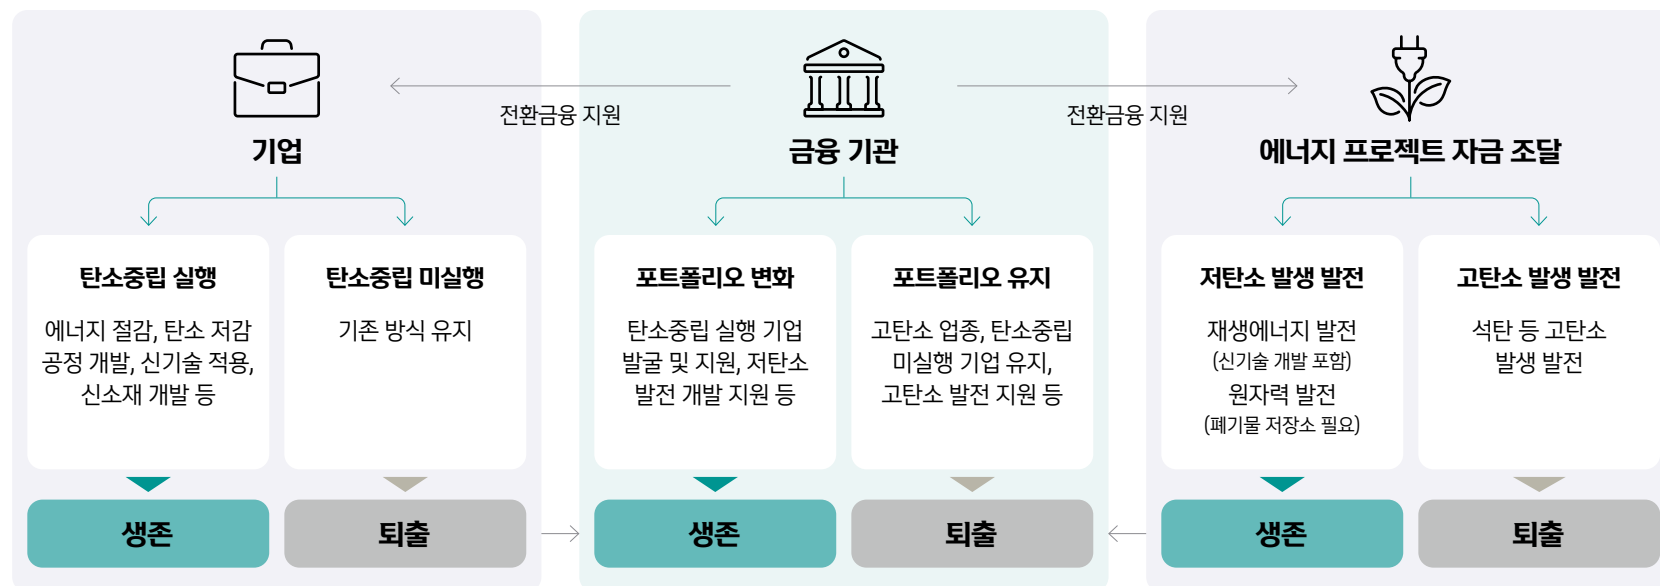 전환금융 지원
전환금융 지원
기업
금융 기관
에너지 프로젝트 자금 조달
탄소중립 실행
에너지 절감, 탄소 저감
공정 개발, 신기술 적용,
신소재 개발 등
생존
탄소중립 미실행
기존 방식 유지
퇴출
포트폴리오 변화
탄소중립 실행 기업
발굴 및 지원, 저탄소
발전 개발 지원 등
생존
포트폴리오 유지
고탄소 업종, 탄소중립
미실행 기업 유지,
고탄소 발전 지원 등
퇴출
저탄소 발생 발전
재생에너지 발전
(신기술 개발 포함)
원자력 발전
(폐기물 저장소 필요)
생존
고탄소 발생 발전
석탄 등 고탄소
발생 발전
퇴출